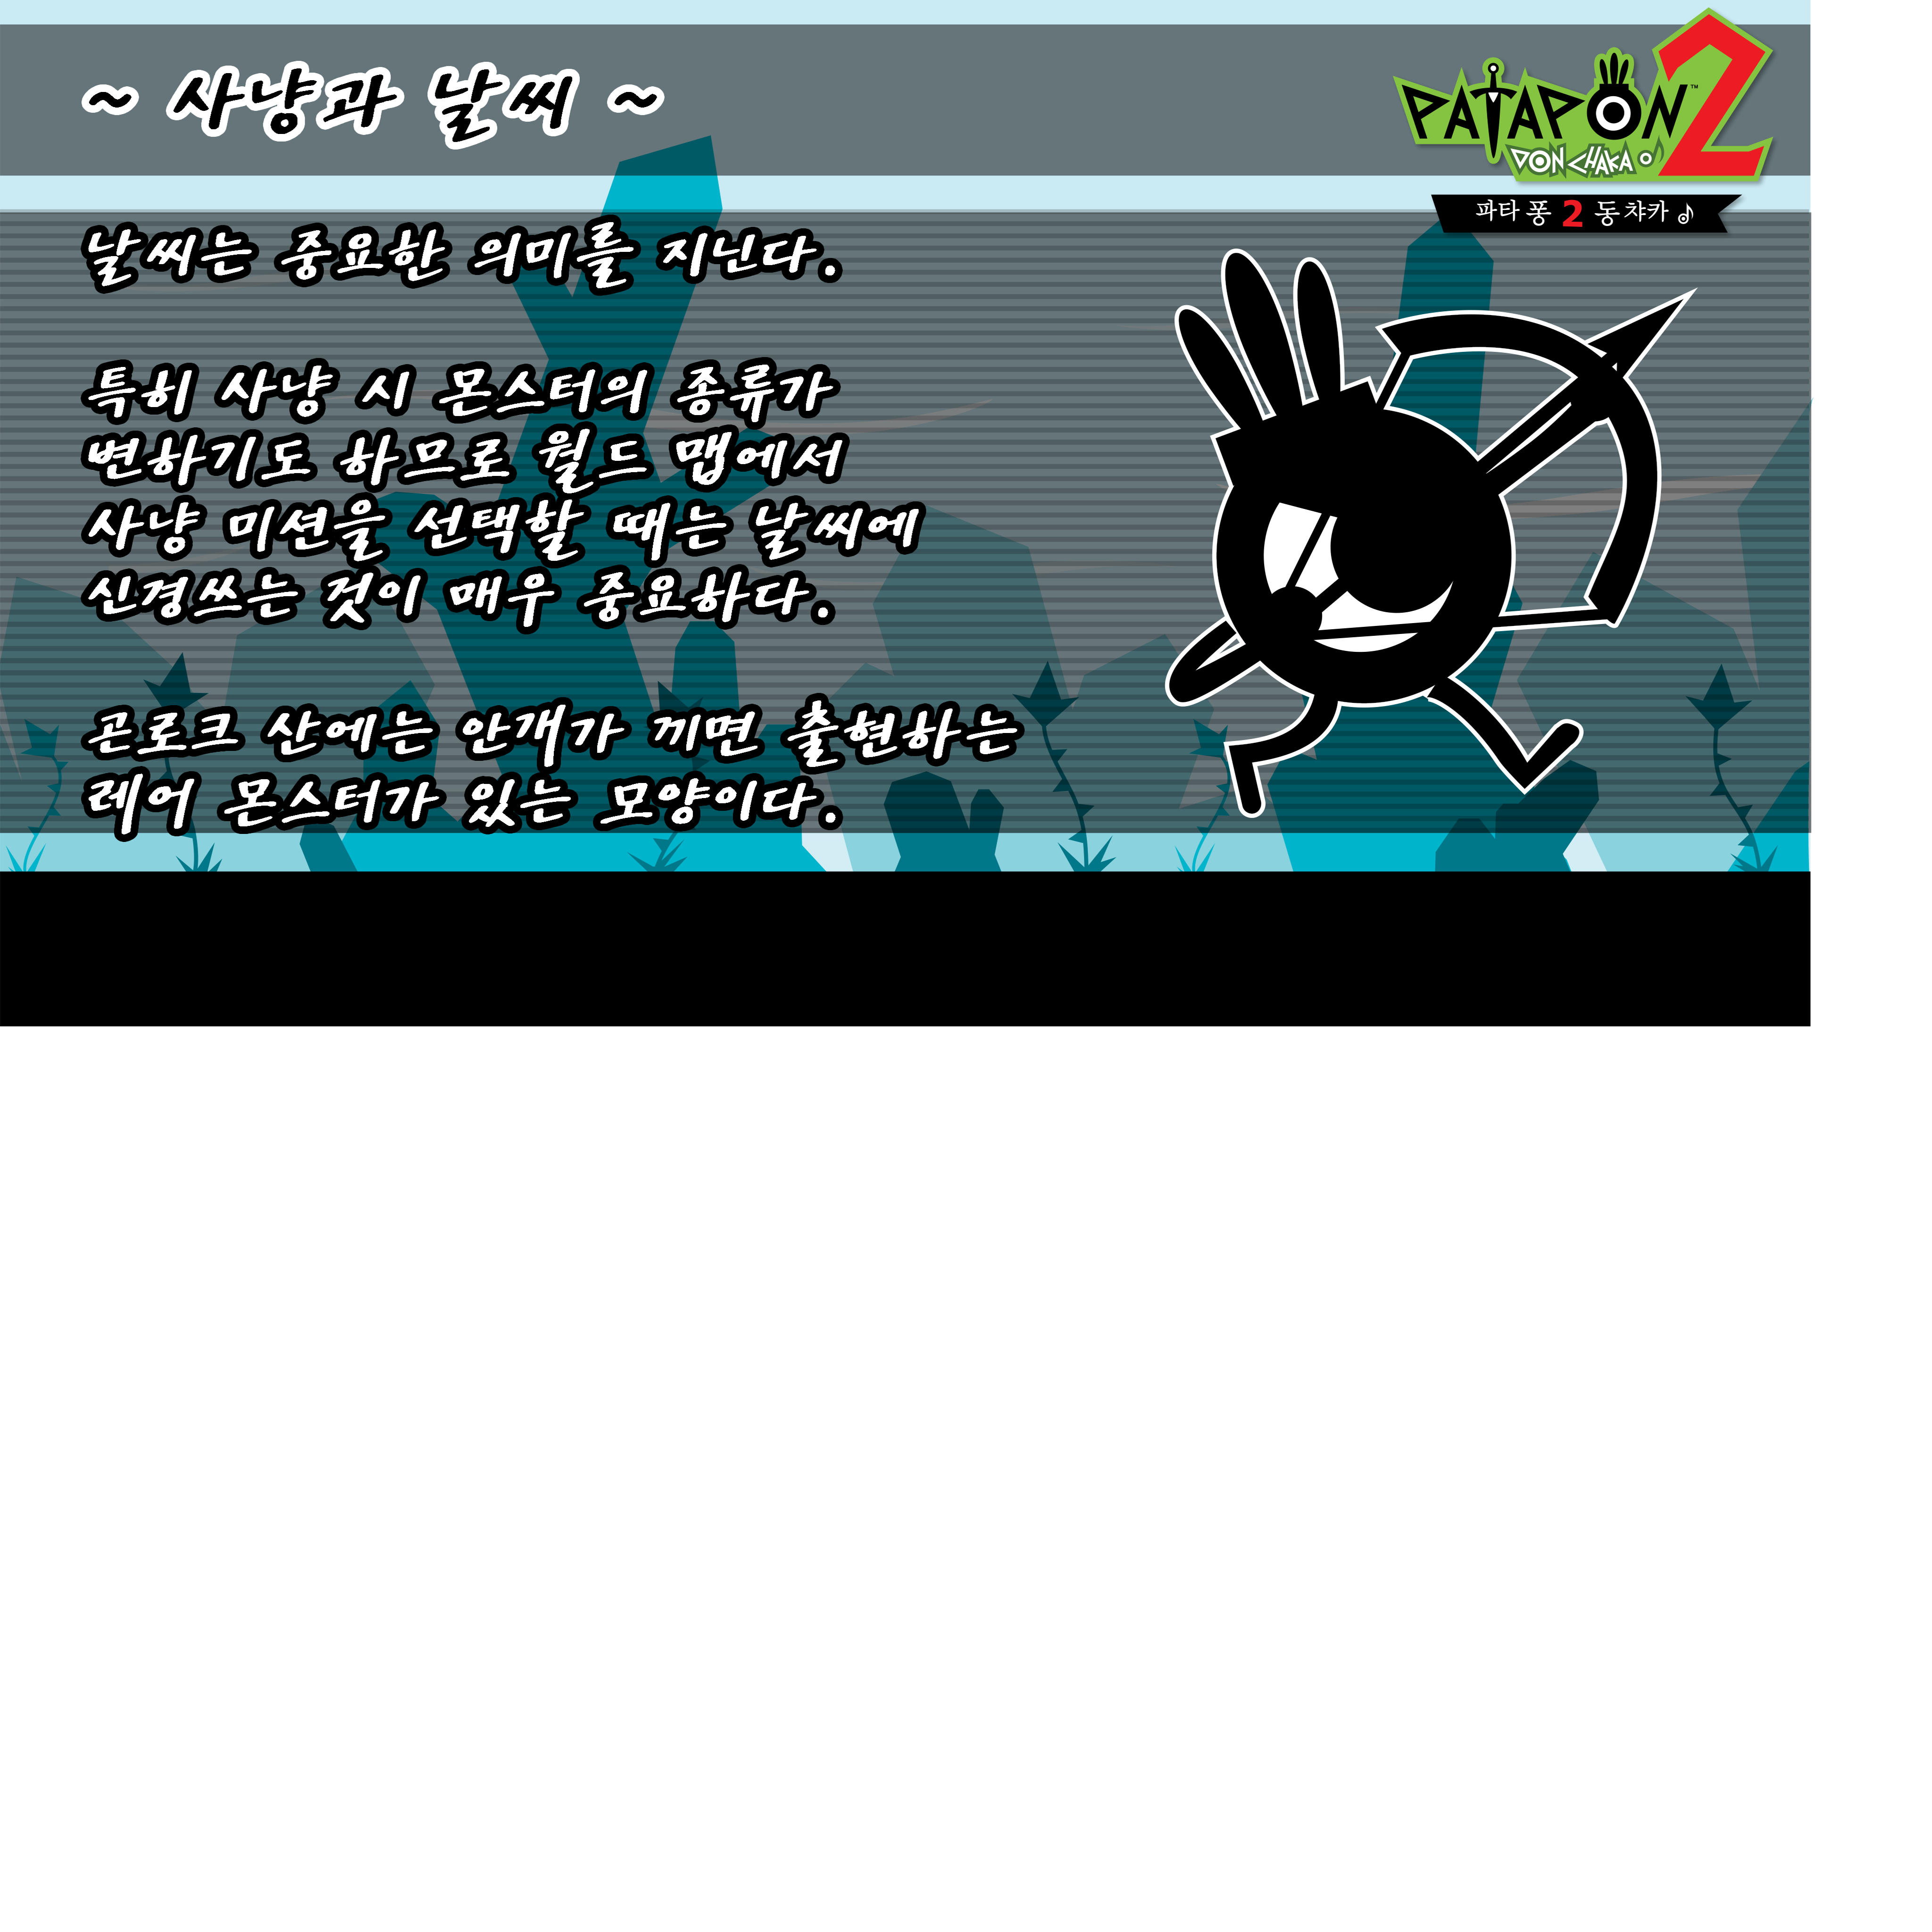 ~ 사냥과 날씨 ~
PATAPON 2™
DON CHAKA♪
파타퐁 2 동챠카 ♪
날씨는 중요한 의미를 지닌다.
특히 사냥 시 몬스터의 종류가
변하기도 하므로 월드 맵에서
사냥 미션을 선택할 때는 날씨에
신경쓰는 것이 매우 중요하다.
곤로크 산에는 안개가 끼면 출현하는
레어 몬스터가 있는 모양이다.